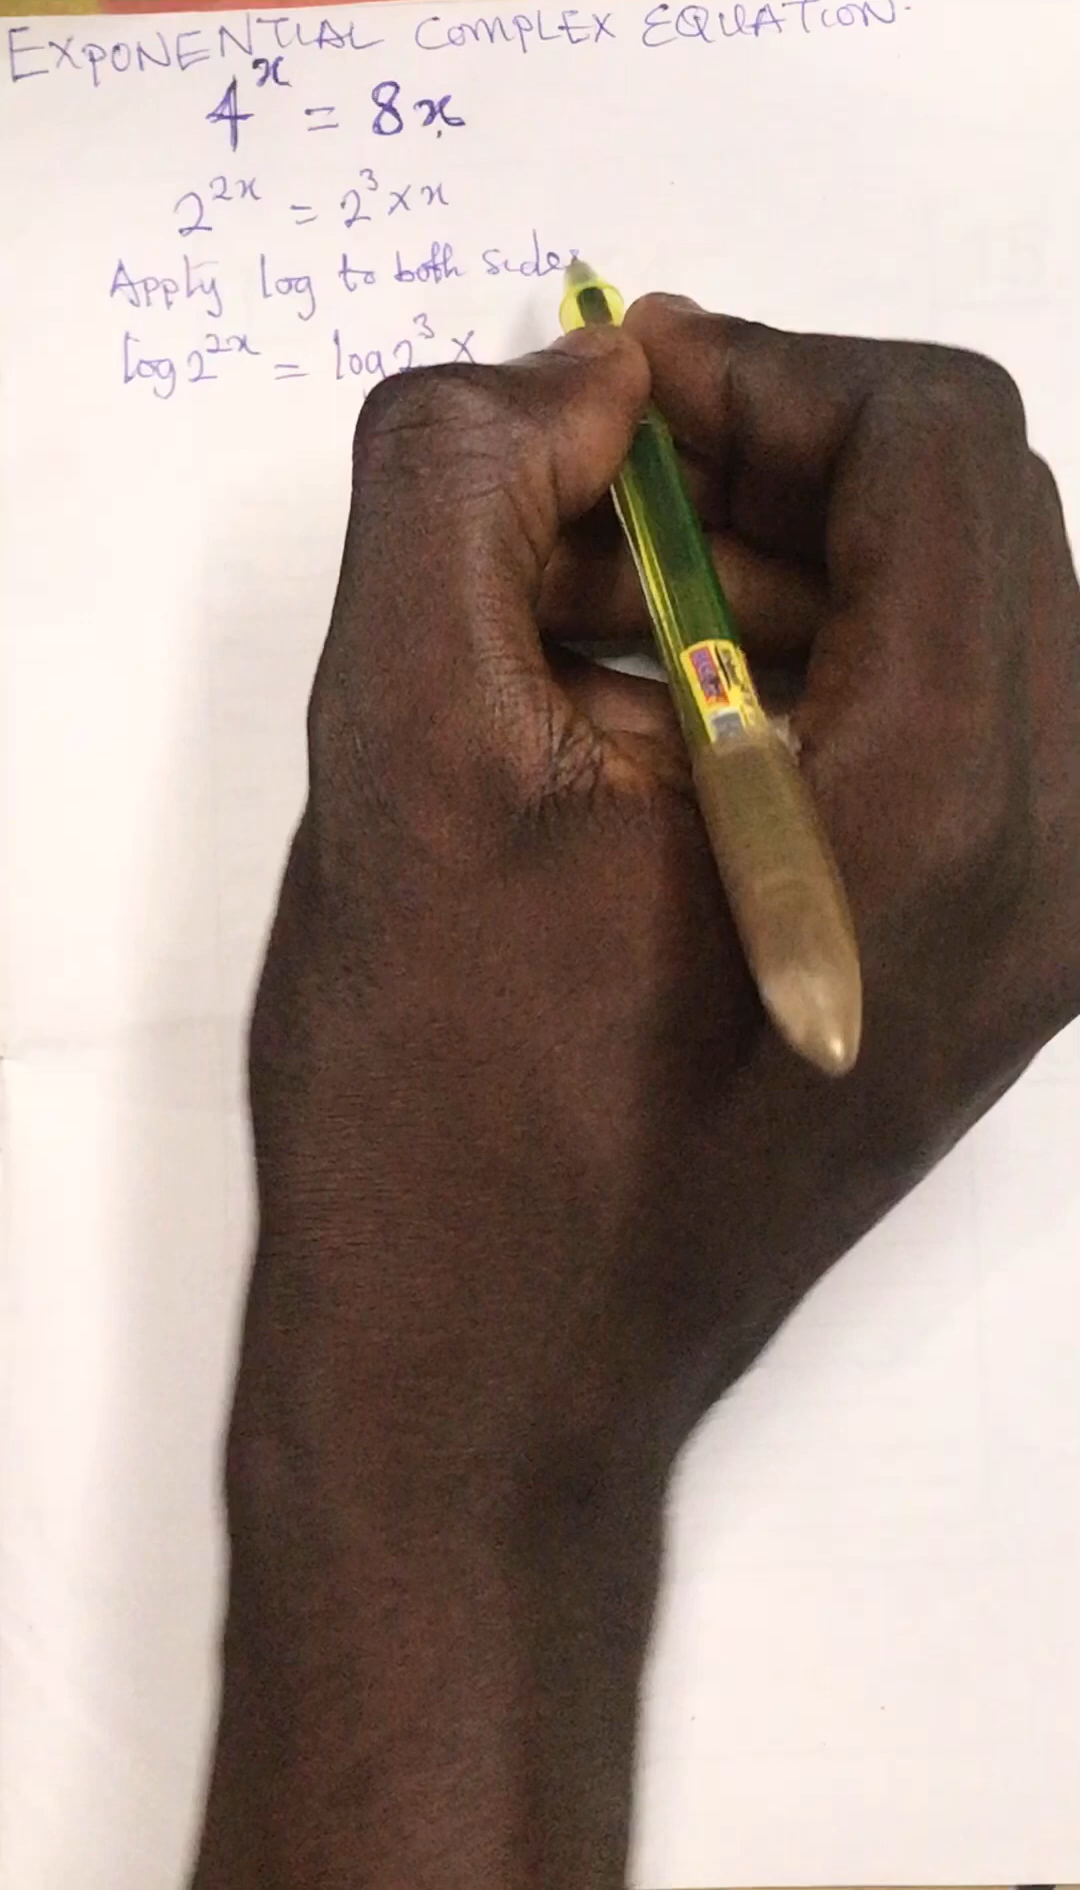 EXPONENTIAL COMPLEX EQUATION.
4^x = 8x
2^2x = 2^3 × x
Apply log to both sides
log 2^2x = log 2^3 ×